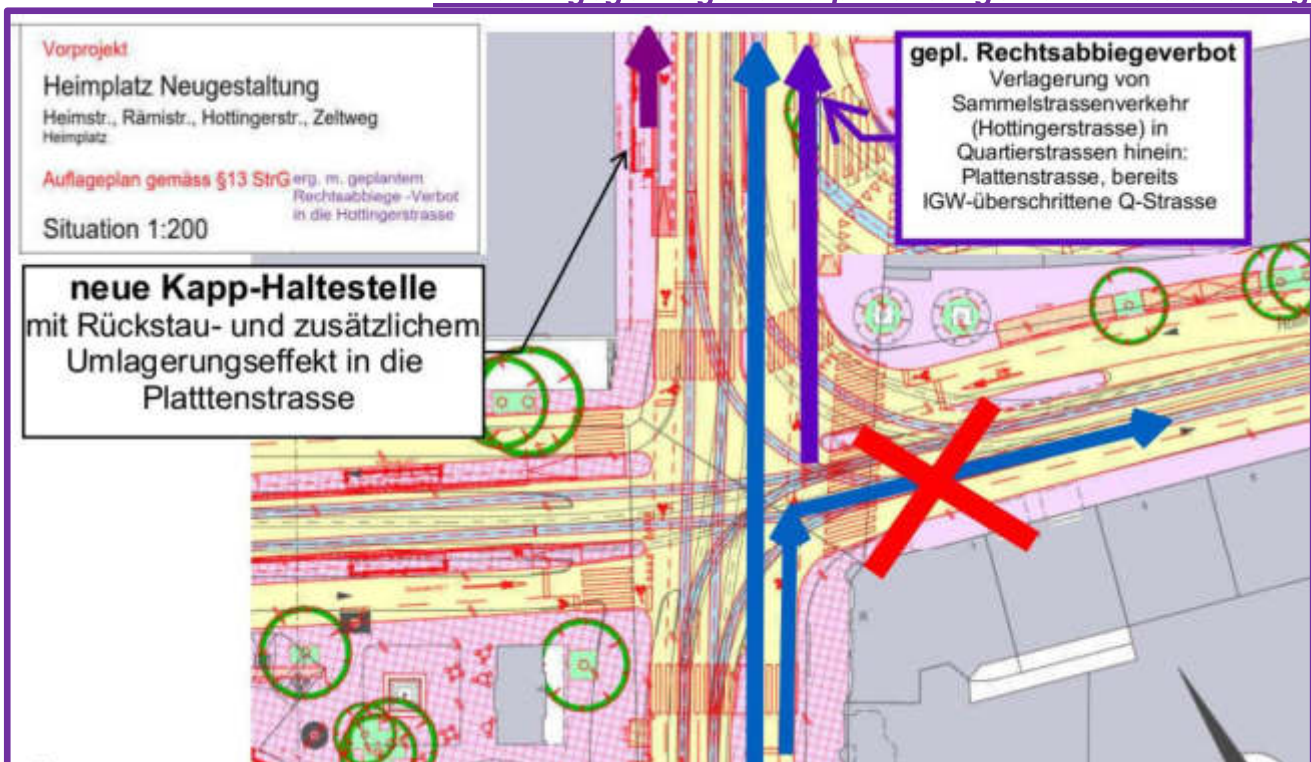 Vorprojekt
Heimplatz Neugestaltung
Heimstr., Rämistr., Hottingerstr., Zeltweg
Heimplatz
Auflageplan gemäss §13 StrG
erg. m. geplantem
Rechtsabbiege -Verbot
in die Hottingerstrasse
Situation 1:200
neue Kapp-Haltestelle
mit Rückstau- und zusätzlichem
Umlagerungseffekt in die
Platttenstrasse
gepl. Rechtsabbiegeverbot
Verlagerung von
Sammelstrassenverkehr
(Hottingerstrasse) in
Quartierstrassen hinein:
Plattenstrasse, bereits
IGW-überschrittene Q-Strasse